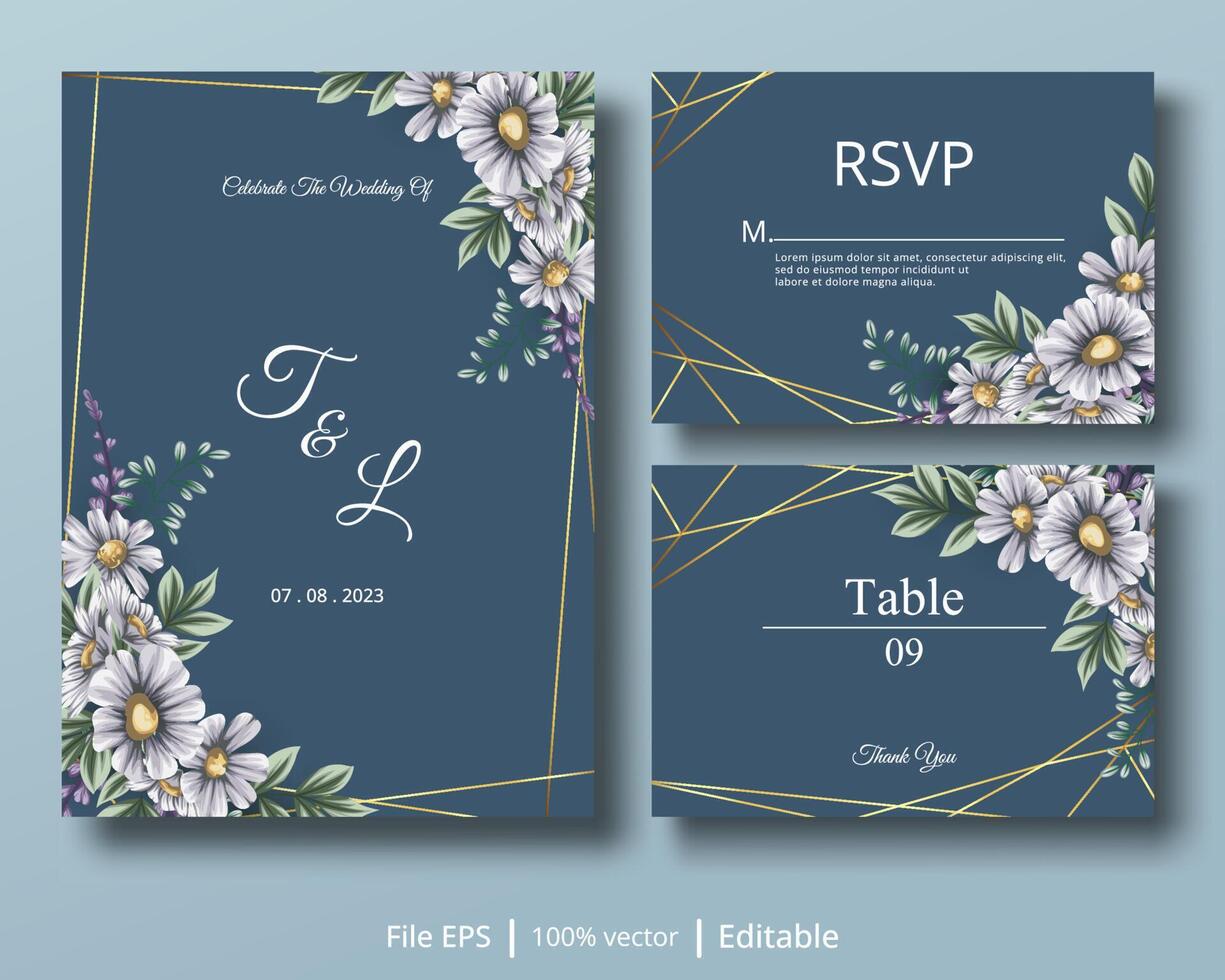 Celebrate The Wedding Of
T
&
L
07 . 08 . 2023
RSVP
M.
Lorem ipsum dolor sit amet, consectetur adipiscing elit,
sed do eiusmod tempor incididunt ut
labore et dolore magna aliqua.
Table
09
Thank You
File EPS | 100% vector | Editable